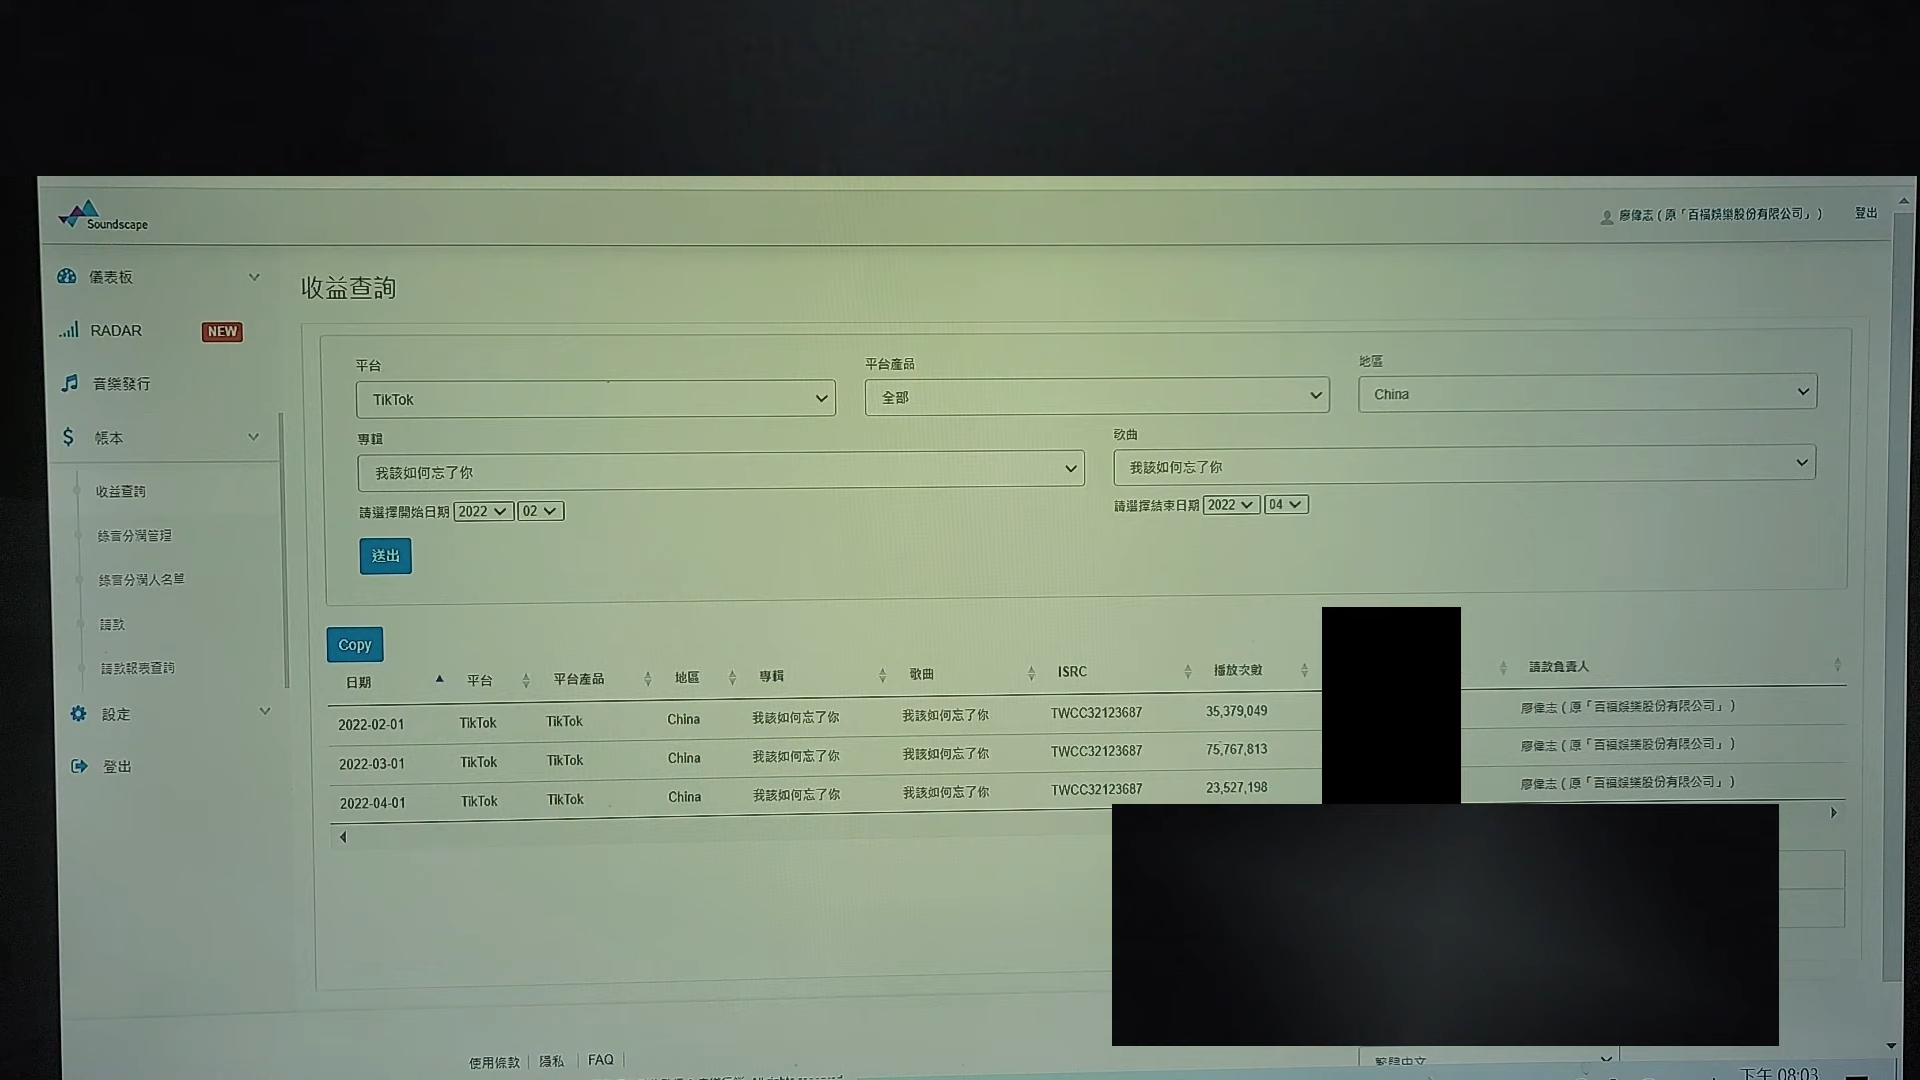 Soundscape
廖偉志 ( 原「百福娛樂股份有限公司」 ) 登出
儀表板
RADAR NEW
音樂發行
帳本
收益查詢
錄音分潤管理
錄音分潤人名單
請款
請款報表查詢
設定
登出
收益查詢
平台 平台產品 地區
TikTok 全部 China
專輯 歌曲
我該如何忘了你 我該如何忘了你
請選擇開始日期 2022 02 請選擇結束日期 2022 04
送出
Copy
日期 平台 平台產品 地區 專輯 歌曲 ISRC 播放次數 請款負責人
2022-02-01 TikTok TikTok China 我該如何忘了你 我該如何忘了你 TWCC32123687 35,379,049 廖偉志 ( 原「百福娛樂股份有限公司」 )
2022-03-01 TikTok TikTok China 我該如何忘了你 我該如何忘了你 TWCC32123687 75,767,813 廖偉志 ( 原「百福娛樂股份有限公司」 )
2022-04-01 TikTok TikTok China 我該如何忘了你 我該如何忘了你 TWCC32123687 23,527,198 廖偉志 ( 原「百福娛樂股份有限公司」 )
使用條款 隱私 FAQ
繁體中文
下午 08:03